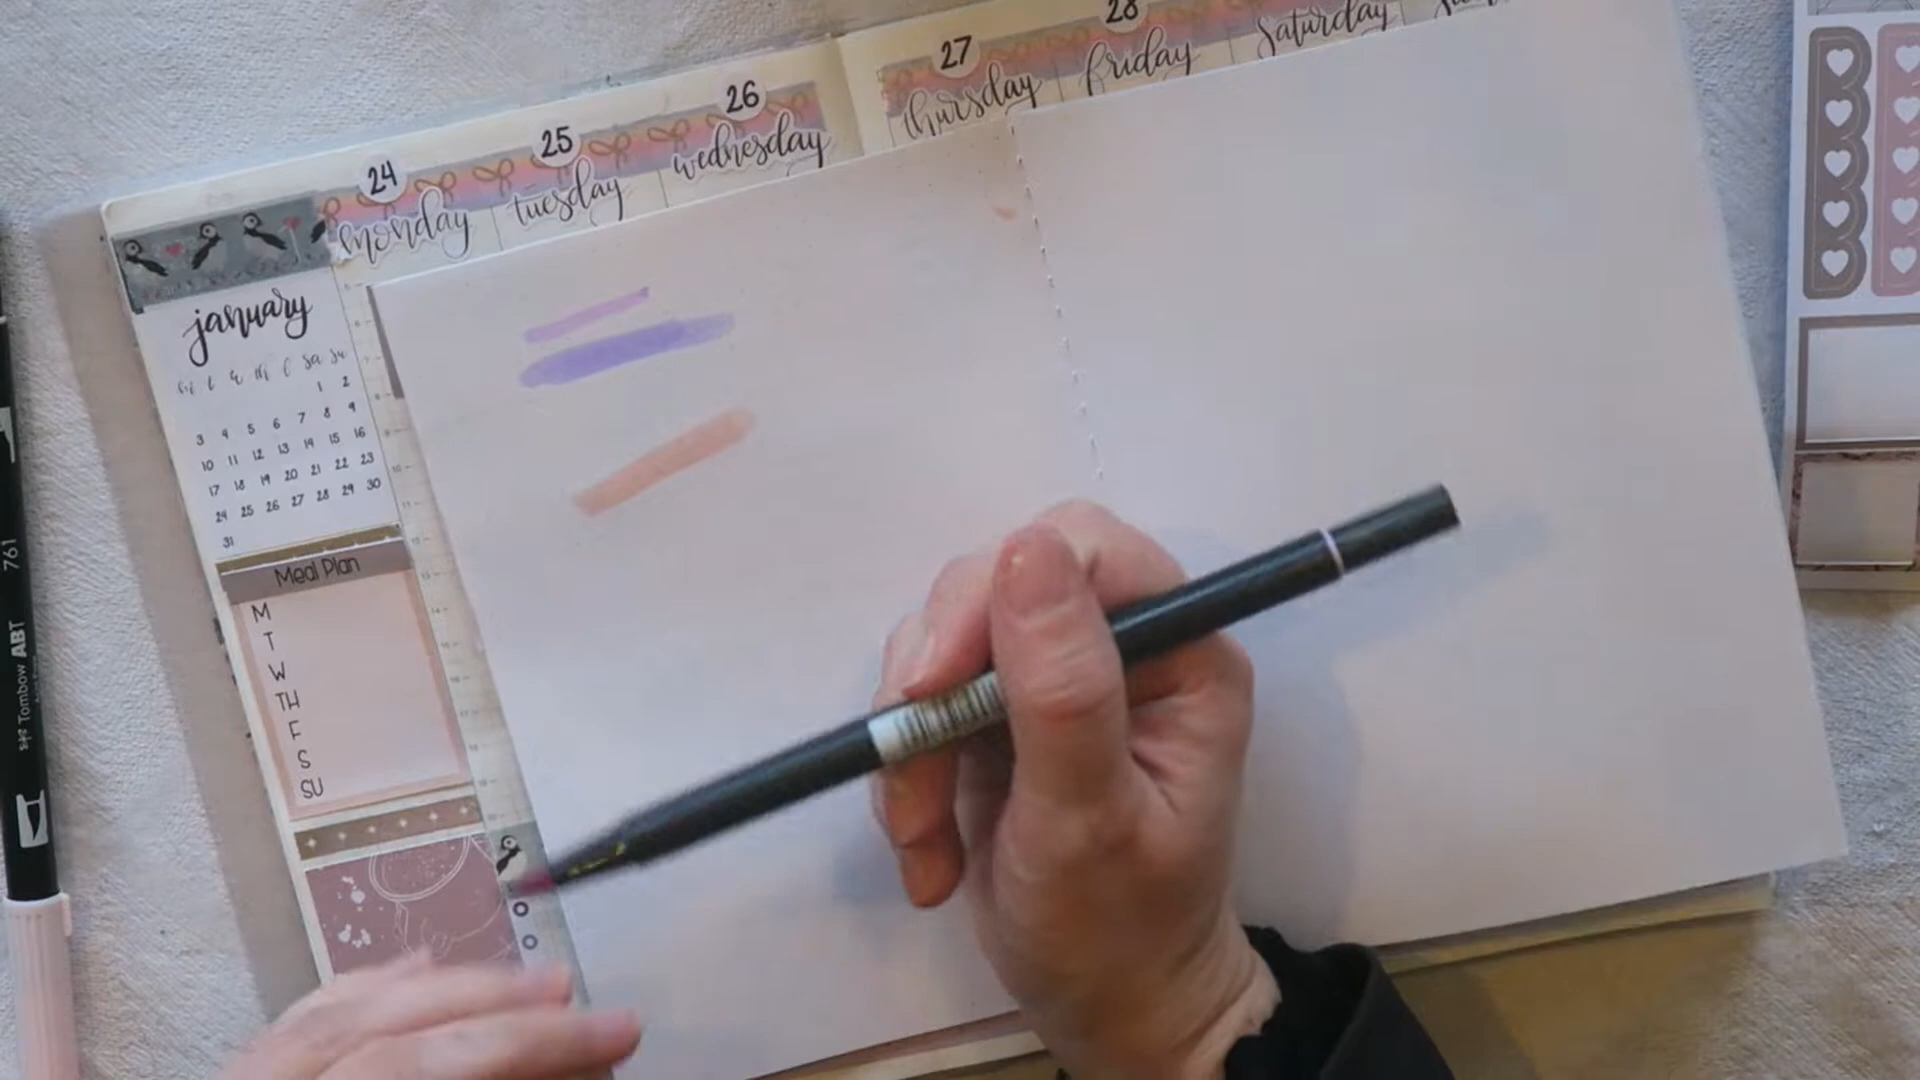 28
27
26
25
24
saturday
friday
thursday
wednesday
tuesday
monday
january
m t w th f sa su
1 2
3 4 5 6 7 8 9
10 11 12 13 14 15 16
17 18 19 20 21 22 23
24 25 26 27 28 29 30
31
Meal Plan
M
T
W
TH
F
S
SU
761
Tombow ABT